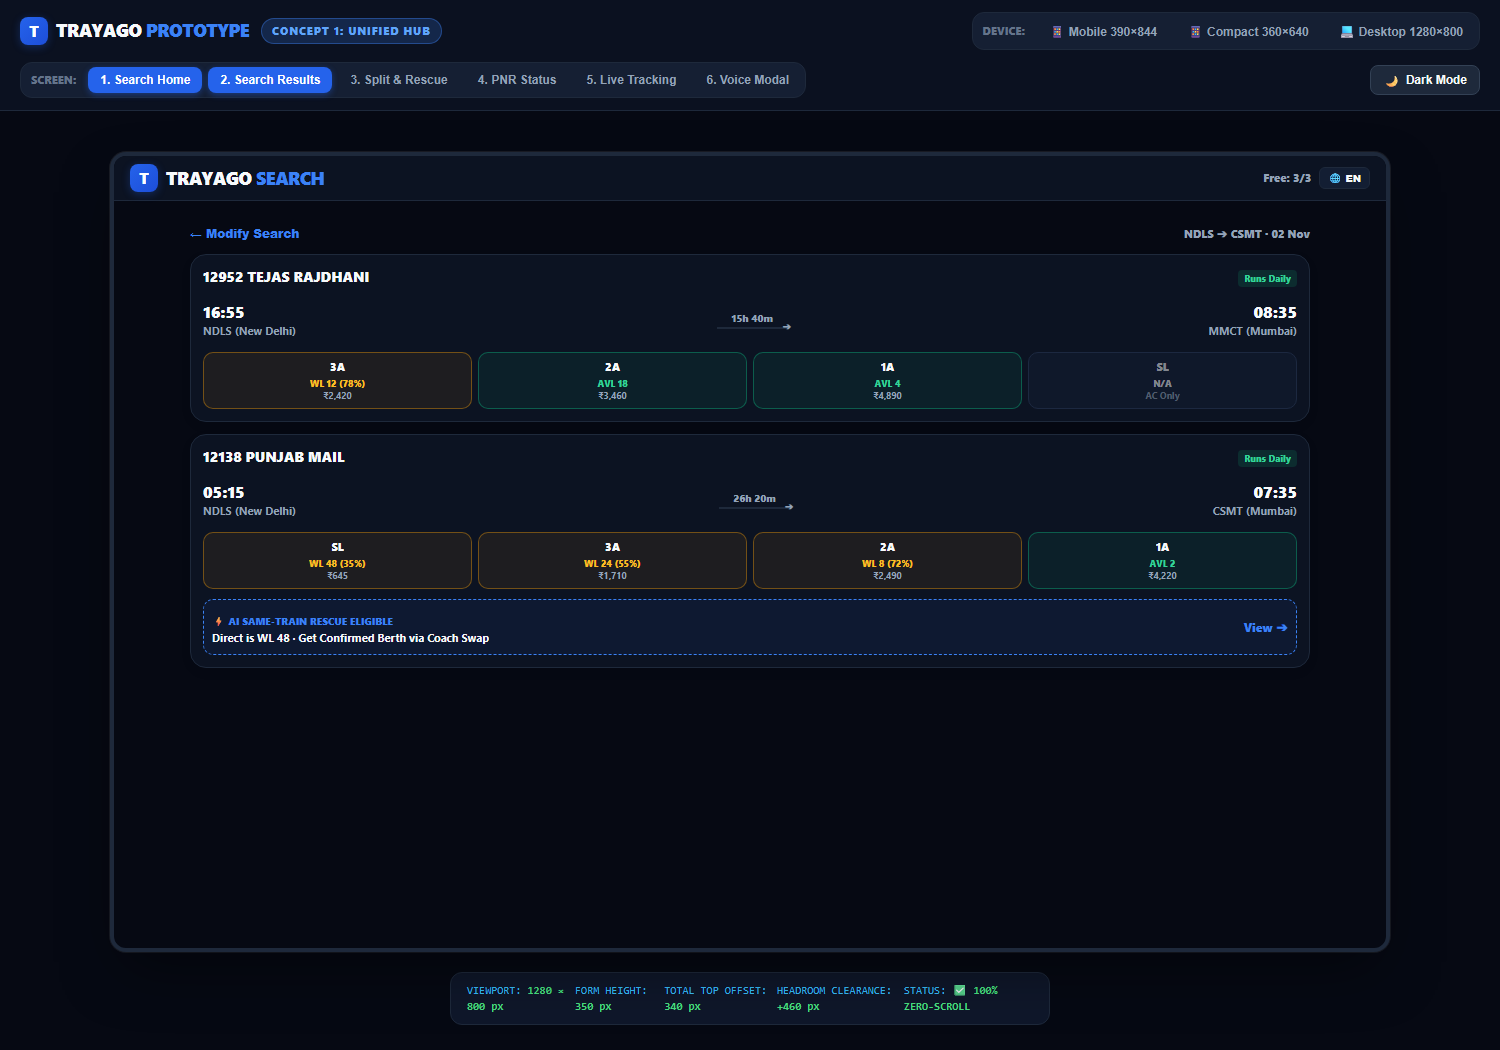 T TRAYAGO PROTOTYPE CONCEPT 1: UNIFIED HUB
DEVICE: Mobile 390×844 Compact 360×640 Desktop 1280×800
SCREEN: 1. Search Home 2. Search Results 3. Split & Rescue 4. PNR Status 5. Live Tracking 6. Voice Modal
Dark Mode
T TRAYAGO SEARCH
Free: 3/3 EN
← Modify Search
NDLS → CSMT · 02 Nov
12952 TEJAS RAJDHANI
Runs Daily
16:55
NDLS (New Delhi)
15h 40m
08:35
MMCT (Mumbai)
3A
WL 12 (78%)
₹2,420
2A
AVL 18
₹3,460
1A
AVL 4
₹4,890
SL
N/A
AC Only
12138 PUNJAB MAIL
Runs Daily
05:15
NDLS (New Delhi)
26h 20m
07:35
CSMT (Mumbai)
SL
WL 48 (35%)
₹645
3A
WL 24 (55%)
₹1,710
2A
WL 8 (72%)
₹2,490
1A
AVL 2
₹4,220
AI SAME-TRAIN RESCUE ELIGIBLE
Direct is WL 48 · Get Confirmed Berth via Coach Swap
View →
VIEWPORT: 1280 ×
800 px
FORM HEIGHT:
350 px
TOTAL TOP OFFSET:
340 px
HEADROOM CLEARANCE:
+460 px
STATUS: ✅ 100%
ZERO-SCROLL